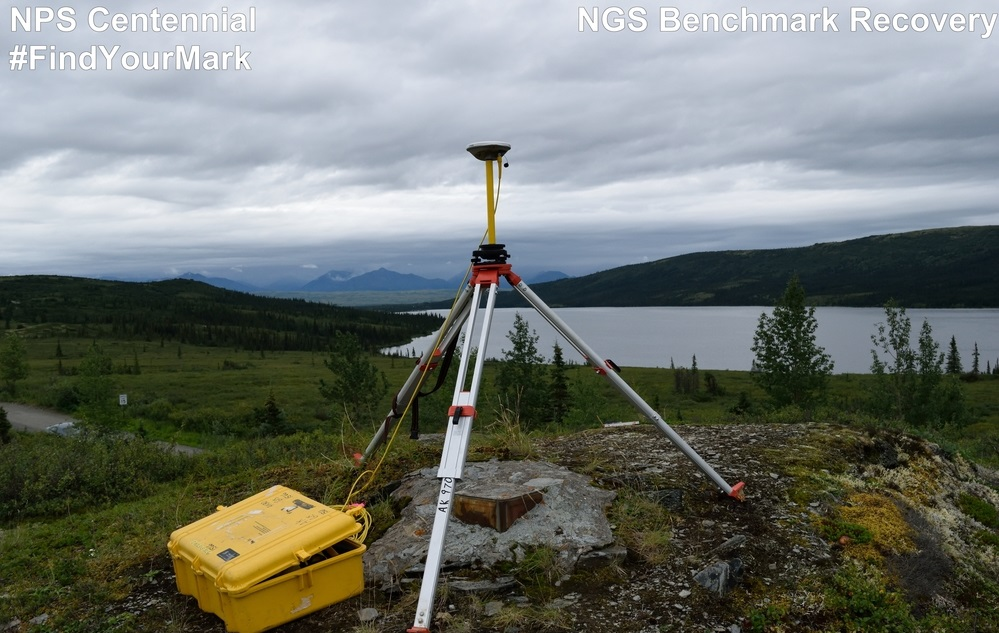 NPS Centennial
#FindYourMark
NGS Benchmark Recovery
AK 970